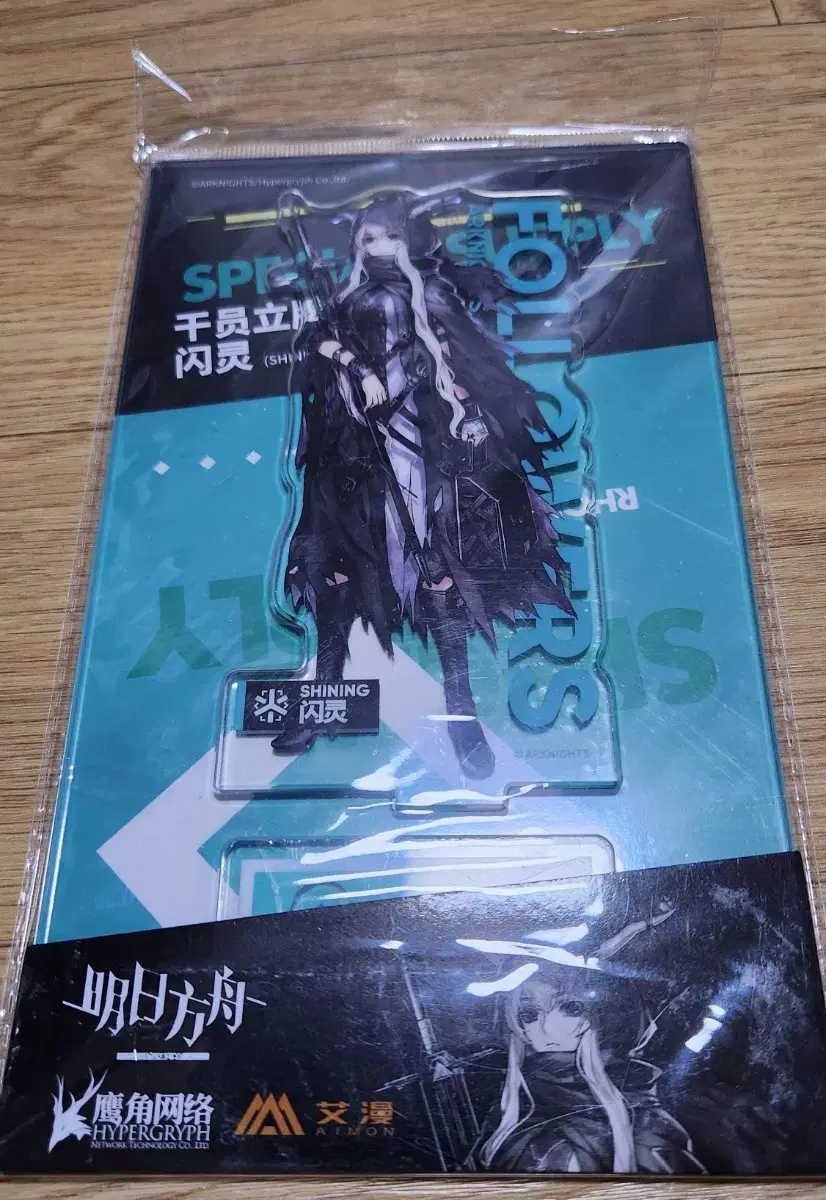 ©ARKNIGHTS/Hypergryph Co.,ltd.
干员立牌
闪灵
FOLLOWERS
SHINING
闪灵
©ARKNIGHTS
明日方舟
鹰角网络
HYPERGRYPH
NETWORK TECHNOLOGY CO., LTD.
艾漫
AIMON